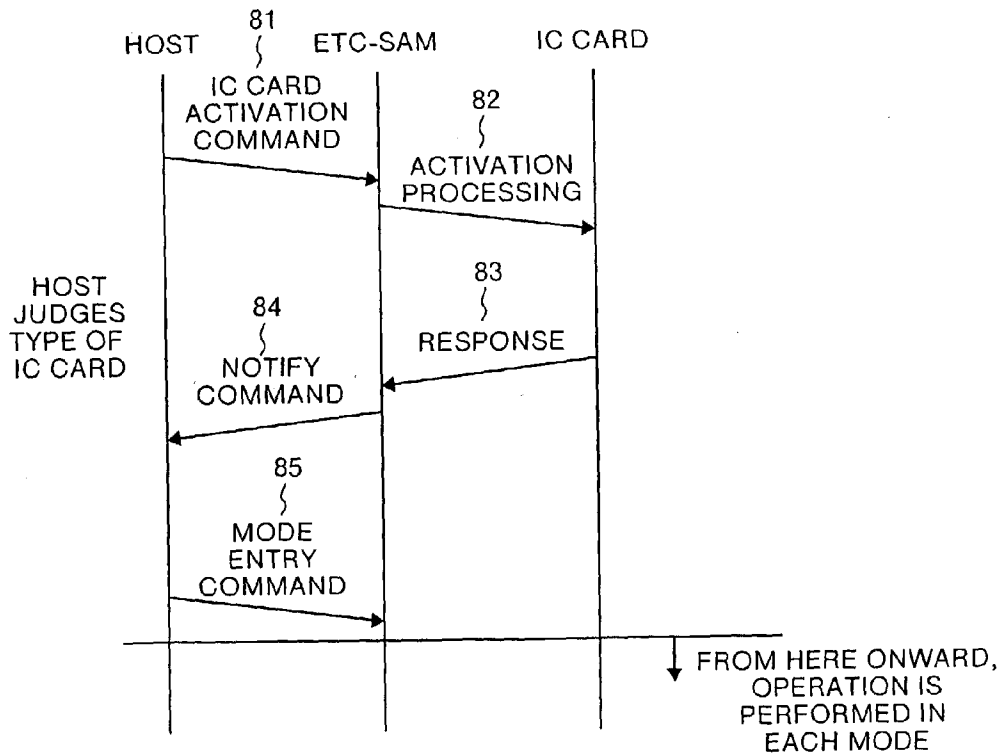 81
HOST
ETC-SAM
IC CARD
IC CARD
ACTIVATION
COMMAND
82
ACTIVATION
PROCESSING
83
RESPONSE
HOST
JUDGES
TYPE OF
IC CARD
84
NOTIFY
COMMAND
85
MODE
ENTRY
COMMAND
FROM HERE ONWARD,
OPERATION IS
PERFORMED IN
EACH MODE